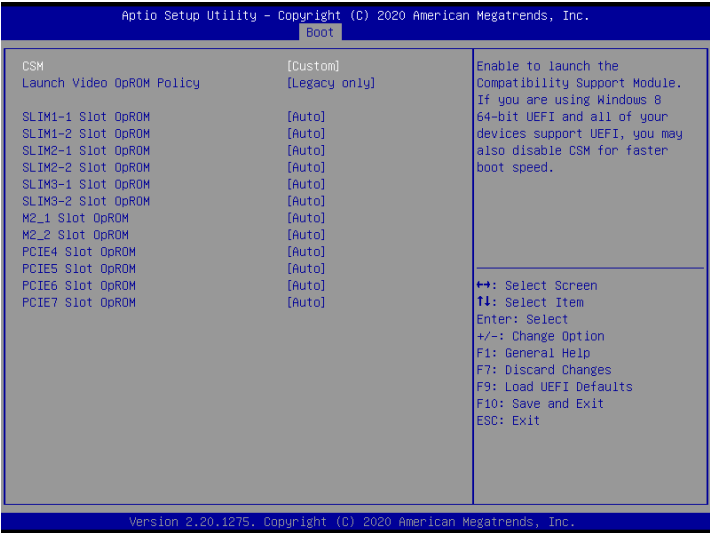 Aptio Setup Utility – Copyright (C) 2020 American Megatrends, Inc.
Boot
CSM [Custom]
Launch Video OpROM Policy [Legacy only]
SLIM1-1 Slot OpROM [Auto]
SLIM1-2 Slot OpROM [Auto]
SLIM2-1 Slot OpROM [Auto]
SLIM2-2 Slot OpROM [Auto]
SLIM3-1 Slot OpROM [Auto]
SLIM3-2 Slot OpROM [Auto]
M2_1 Slot OpROM [Auto]
M2_2 Slot OpROM [Auto]
PCIE4 Slot OpROM [Auto]
PCIE5 Slot OpROM [Auto]
PCIE6 Slot OpROM [Auto]
PCIE7 Slot OpROM [Auto]
Enable to launch the
Compatibility Support Module.
If you are using Windows 8
64-bit UEFI and all of your
devices support UEFI, you may
also disable CSM for faster
boot speed.
↔: Select Screen
↑↓: Select Item
Enter: Select
+/-: Change Option
F1: General Help
F7: Discard Changes
F9: Load UEFI Defaults
F10: Save and Exit
ESC: Exit
Version 2.20.1275. Copyright (C) 2020 American Megatrends, Inc.